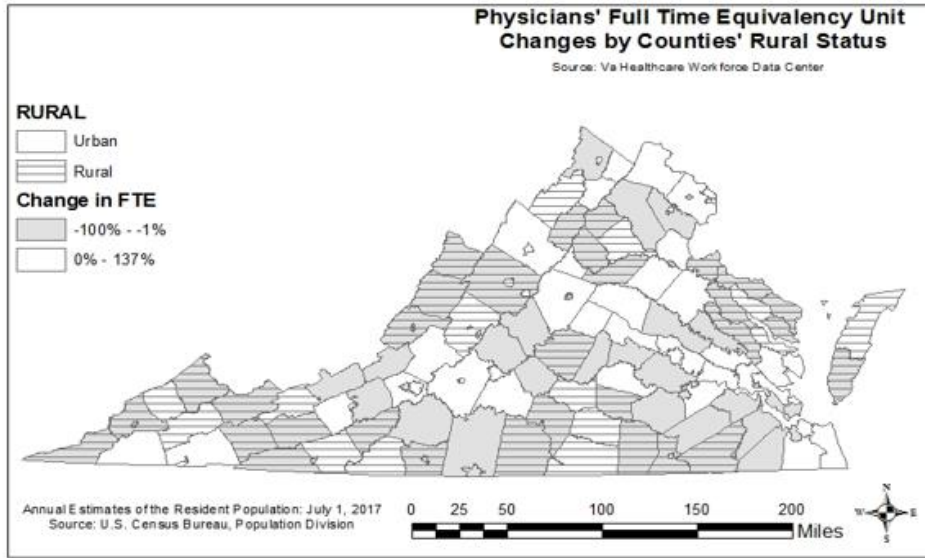 Physicians' Full Time Equivalency Unit
Changes by Counties' Rural Status
Source: Va Healthcare Workforce Data Center
RURAL
Urban
Rural
Change in FTE
-100% - -1%
0% - 137%
Annual Estimates of the Resident Population: July 1, 2017
Source: U.S. Census Bureau, Population Division
0 25 50 100 150 200
Miles
N
W E
S